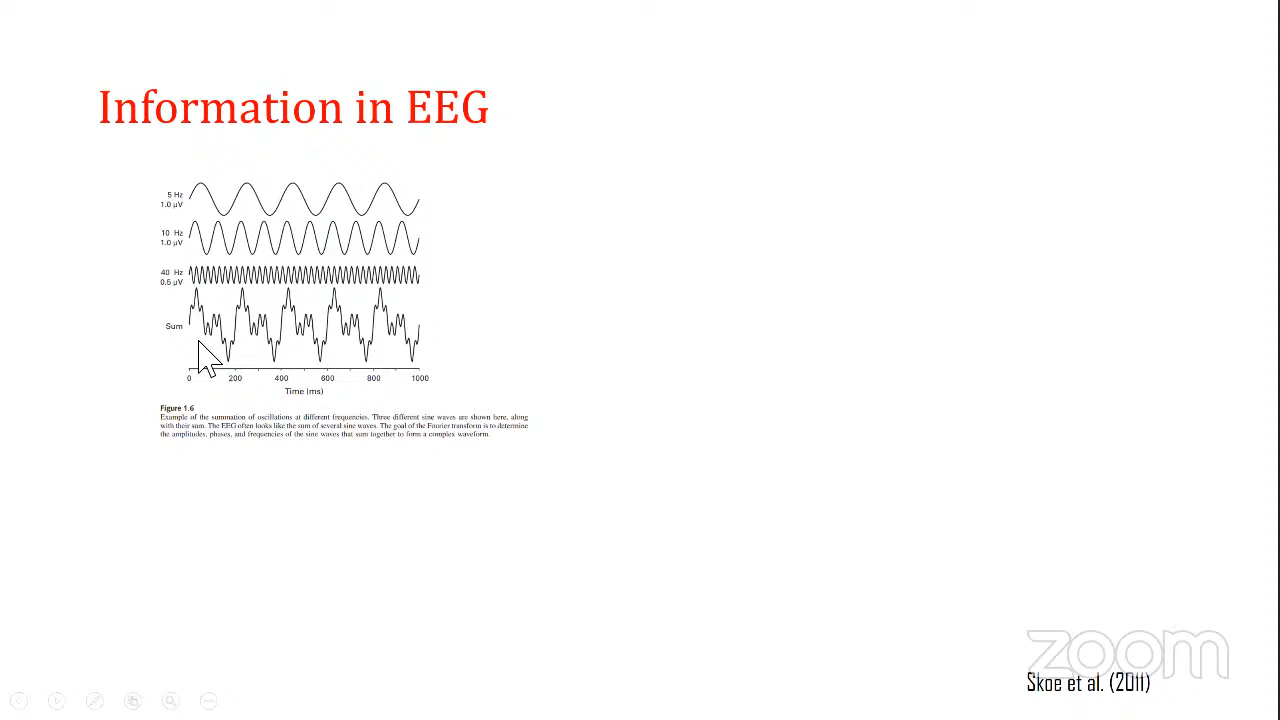 Information in EEG
5 Hz
1.0 µV
10 Hz
1.0 µV
40 Hz
0.5 µV
Sum
0 200 400 600 800 1000
Time (ms)
Figure 1.6
Example of the summation of oscillations at different frequencies. Three different sine waves are shown here, along
with their sum. The EEG often looks like the sum of several sine waves. The goal of the Fourier transform is to determine
the amplitudes, phases, and frequencies of the sine waves that sum together to form a complex waveform.
zoom
Skoe et al. (2011)